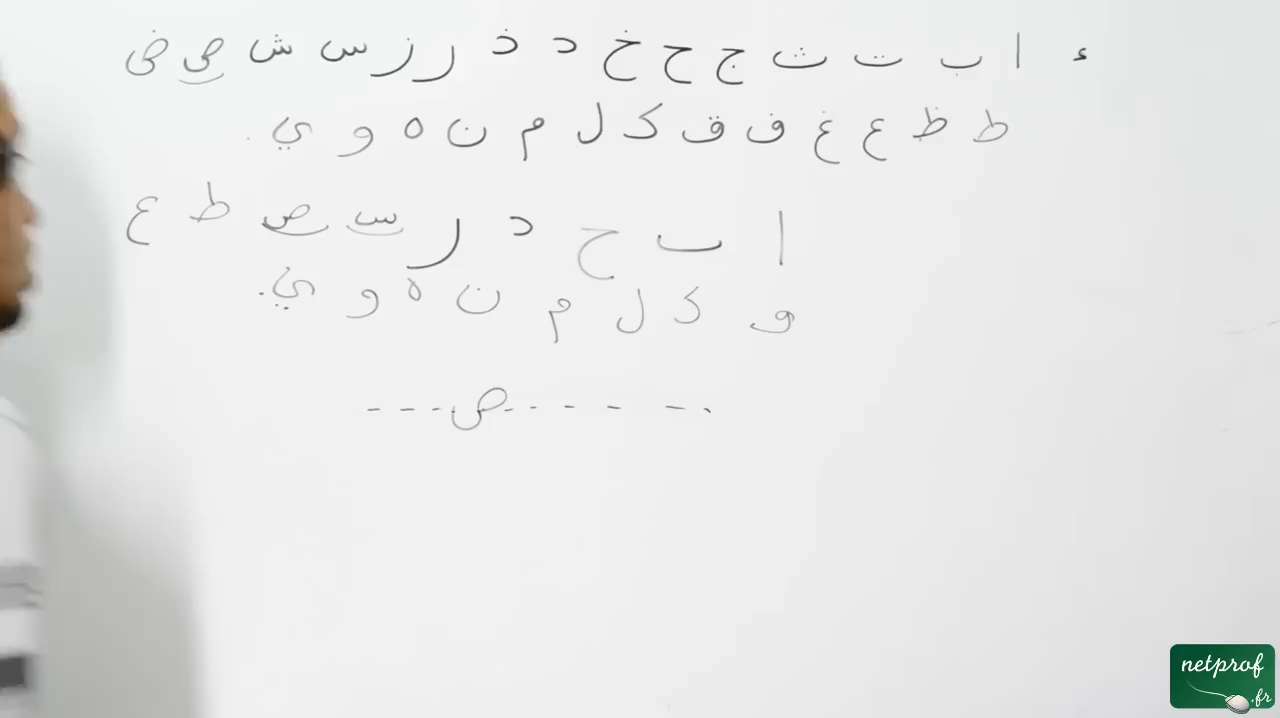 ء ا ب ت ث ج ح خ د ذ ر ز س ش ص ض
ط ظ ع غ ف ق ک ل م ن ه و ي .
ا ب ح د ر س ص ط ع
و ک ل م ن ه و ي .
. - - - - . . ص . - - -
netprof
.fr